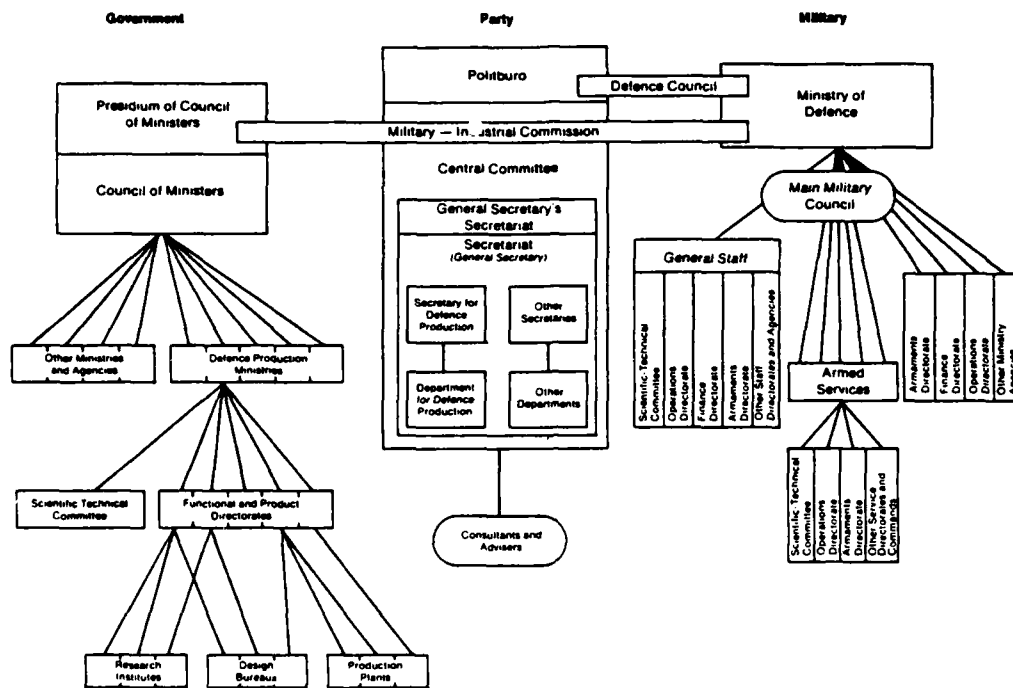 Government
Party
Military
Politburo
Defence Council
Ministry of
Defence
Presidium of Council
of Ministers
Military — Industrial Commission
Council of Ministers
Central Committee
Main Military
Council
General Secretary's
Secretariat
Secretariat
(General Secretary)
General Staff
Scientific-Technical
Committee
Operations
Directorate
Finance
Directorate
Armaments
Directorate
Other Staff
Directorates and Agencies
Armaments
Directorate
Finance
Directorate
Operations
Directorate
Other Ministry
Agencies
Secretary for
Defence
Production
Other
Secretaries
Other Ministries
and Agencies
Defence Production
Ministries
Department
for Defence
Production
Other
Departments
Armed
Services
Scientific-Technical
Committee
Operations
Directorate
Armaments
Directorate
Other Service
Directorates and
Commands
Scientific Technical
Committee
Functional and Product
Directorates
Consultants and
Advisers
Research
Institutes
Design
Bureaux
Production
Plants